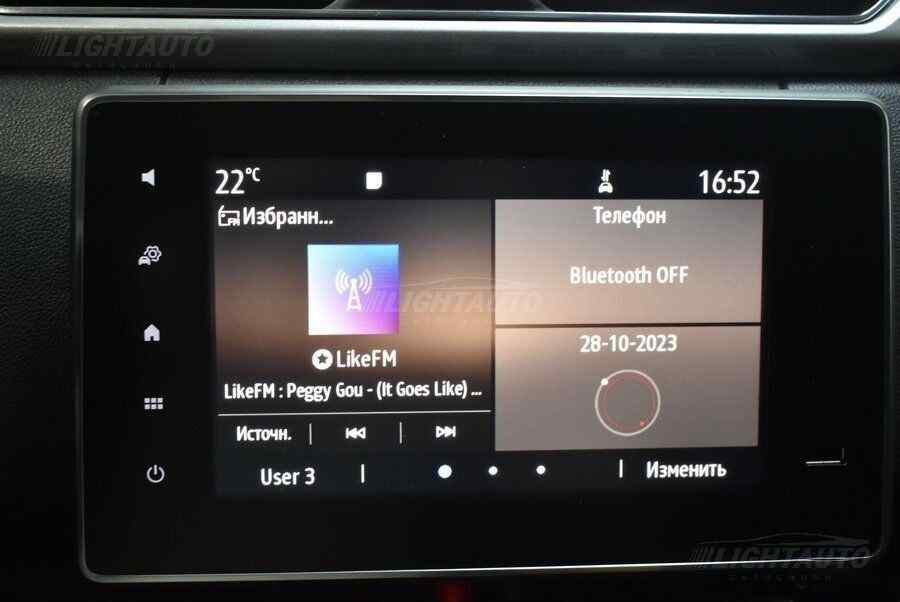 LIGHTAUTO
22°C
16:52
FM Избранн...
Телефон
LIGHTAUTO
Bluetooth OFF
LikeFM
LikeFM : Peggy Gou - (It Goes Like) ...
28-10-2023
Источн.
User 3
Изменить
LIGHTAUTO